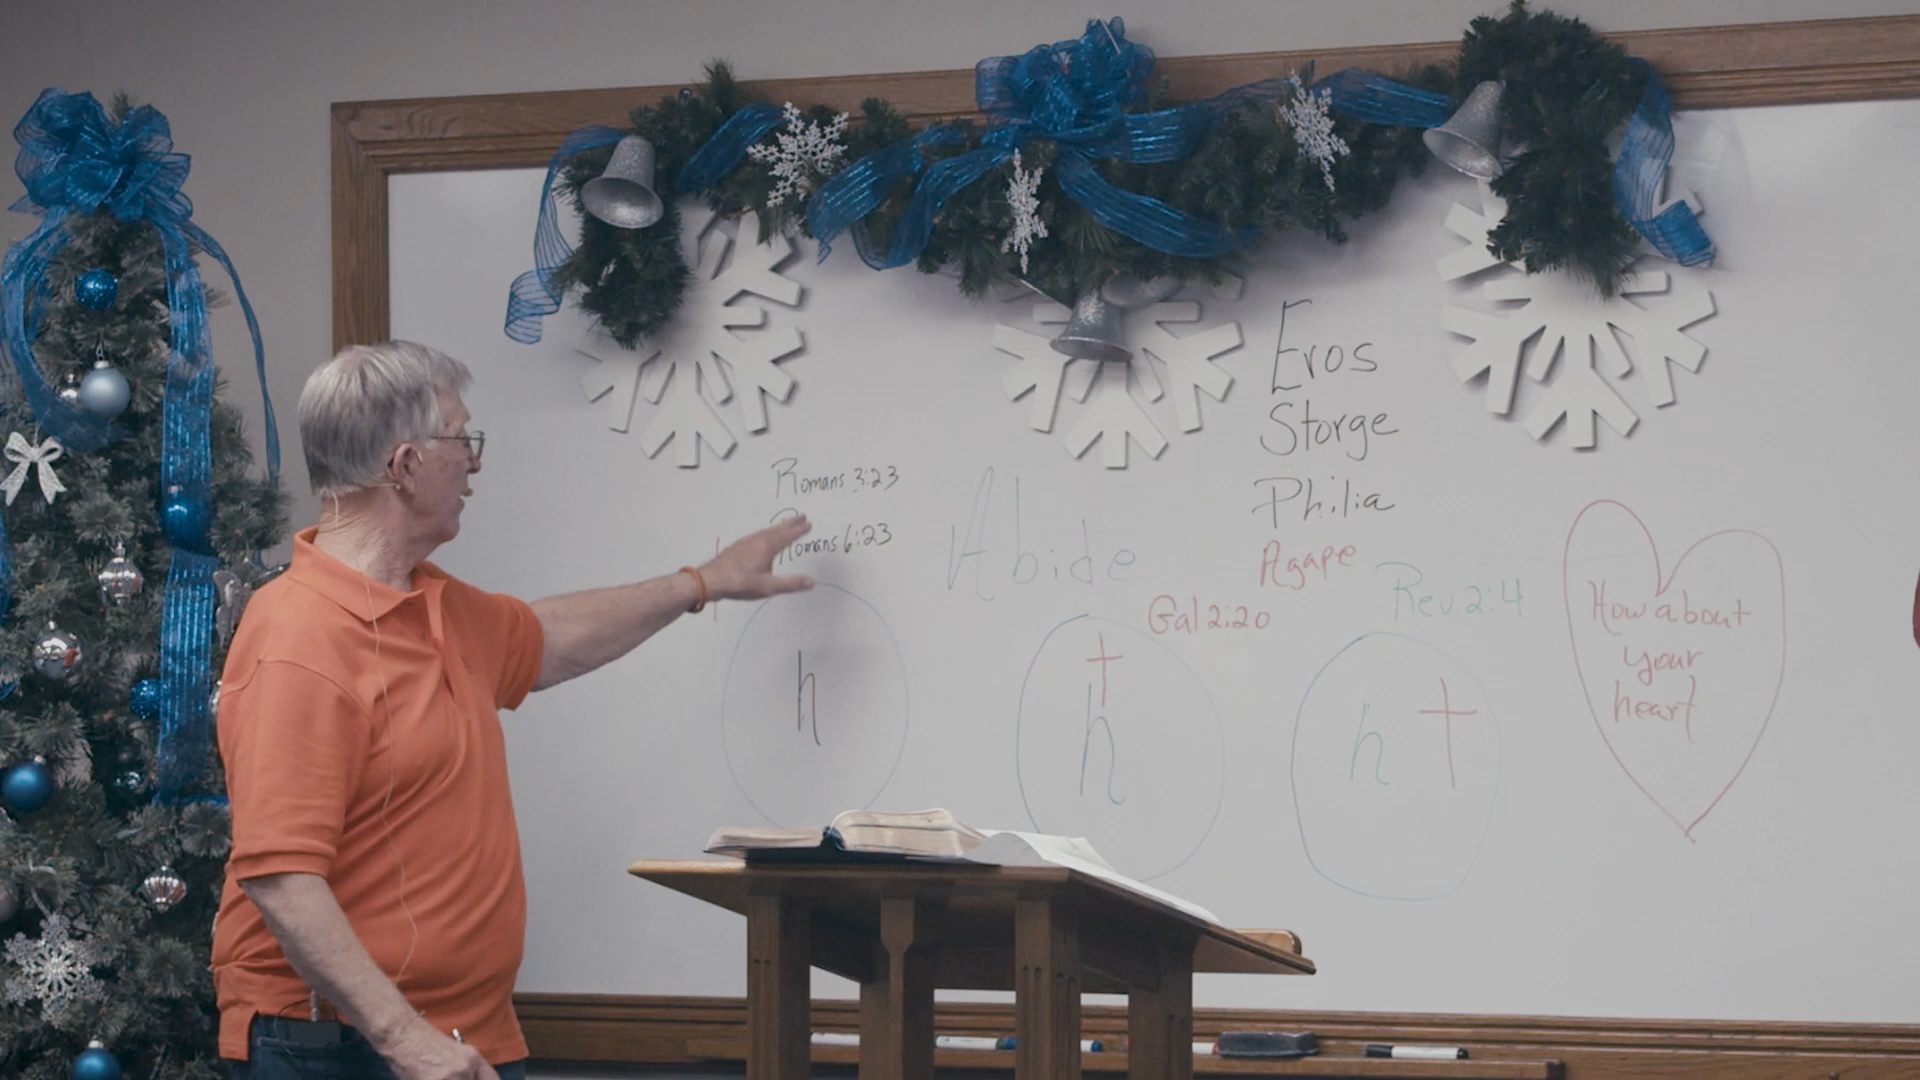 Eros
Storge
Philia
Agape
Romans 3:23
Romans 6:23
Abide
Gal 2:20
Rev 2:4
h
h
h
How about
your
heart